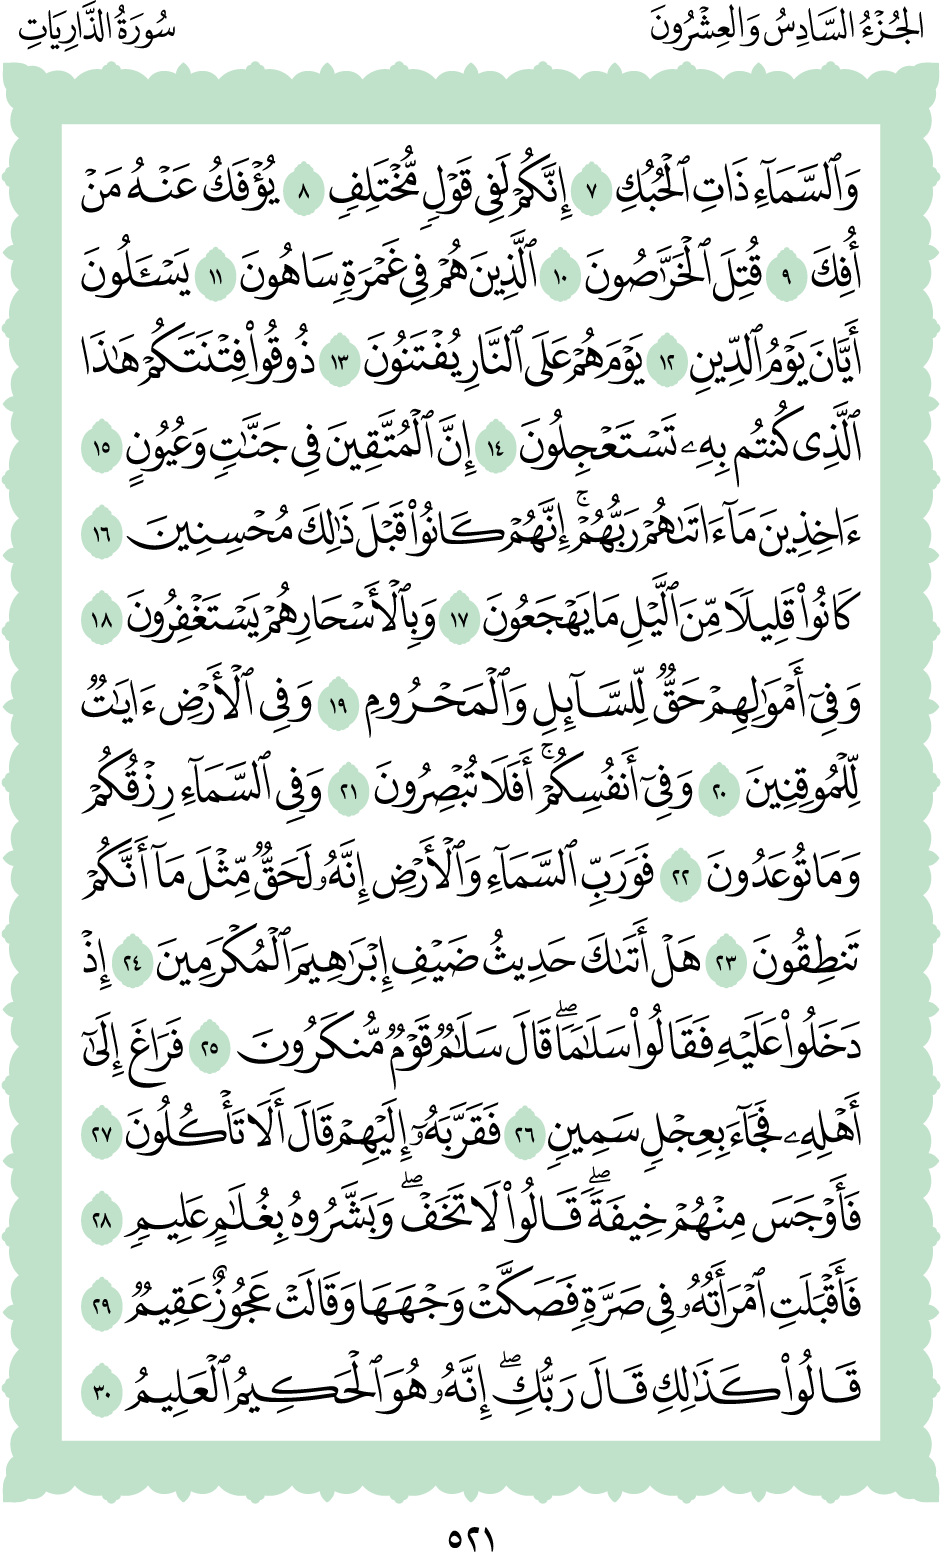 الجُزْءُ السَّادِسُ وَالعِشْرُونَ
سُورَةُ الذَّارِيَاتِ
وَٱلسَّمَآءِ ذَاتِ ٱلْحُبُكِ ٧ إِنَّكُمْ لَفِى قَوْلٍ مُّخْتَلِفٍ ٨ يُؤْفَكُ عَنْهُ مَنْ
أُفِكَ ٩ قُتِلَ ٱلْخَرَّٰصُونَ ١٠ ٱلَّذِينَ هُمْ فِى غَمْرَةٍ سَاهُونَ ١١ يَسْـَٔلُونَ
أَيَّانَ يَوْمُ ٱلدِّينِ ١٢ يَوْمَ هُمْ عَلَى ٱلنَّارِ يُفْتَنُونَ ١٣ ذُوقُوا۟ فِتْنَتَكُمْ هَـٰذَا
ٱلَّذِى كُنتُم بِهِۦ تَسْتَعْجِلُونَ ١٤ إِنَّ ٱلْمُتَّقِينَ فِى جَنَّـٰتٍ وَعُيُونٍ ١٥
ءَاخِذِينَ مَآ ءَاتَىٰهُمْ رَبُّهُمْ ۚ إِنَّهُمْ كَانُوا۟ قَبْلَ ذَٰلِكَ مُحْسِنِينَ ١٦
كَانُوا۟ قَلِيلًا مِّنَ ٱلَّيْلِ مَا يَهْجَعُونَ ١٧ وَبِٱلْأَسْحَارِ هُمْ يَسْتَغْفِرُونَ ١٨
وَفِىٓ أَمْوَٰلِهِمْ حَقٌّ لِّلسَّآئِلِ وَٱلْمَحْرُومِ ١٩ وَفِى ٱلْأَرْضِ ءَايَـٰتٌ
لِّلْمُوقِنِينَ ٢٠ وَفِىٓ أَنفُسِكُمْ ۚ أَفَلَا تُبْصِرُونَ ٢١ وَفِى ٱلسَّمَآءِ رِزْقُكُمْ
وَمَا تُوعَدُونَ ٢٢ فَوَرَبِّ ٱلسَّمَآءِ وَٱلْأَرْضِ إِنَّهُۥ لَحَقٌّ مِّثْلَ مَآ أَنَّكُمْ
تَنطِقُونَ ٢٣ هَلْ أَتَىٰكَ حَدِيثُ ضَيْفِ إِبْرَٰهِيمَ ٱلْمُكْرَمِينَ ٢٤ إِذْ
دَخَلُوا۟ عَلَيْهِ فَقَالُوا۟ سَلَـٰمًا ۖ قَالَ سَلَـٰمٌ قَوْمٌ مُّنكَرُونَ ٢٥ فَرَاغَ إِلَىٰٓ
أَهْلِهِۦ فَجَآءَ بِعِجْلٍ سَمِينٍ ٢٦ فَقَرَّبَهُۥٓ إِلَيْهِمْ قَالَ أَلَا تَأْكُلُونَ ٢٧
فَأَوْجَسَ مِنْهُمْ خِيفَةً ۖ قَالُوا۟ لَا تَخَفْ ۖ وَبَشَّرُوهُ بِغُلَـٰمٍ عَلِيمٍ ٢٨
فَأَقْبَلَتِ ٱمْرَأَتُهُۥ فِى صَرَّةٍ فَصَكَّتْ وَجْهَهَا وَقَالَتْ عَجُوزٌ عَقِيمٌ ٢٩
قَالُوا۟ كَذَٰلِكِ قَالَ رَبُّكِ ۖ إِنَّهُۥ هُوَ ٱلْحَكِيمُ ٱلْعَلِيمُ ٣٠
٥٢١